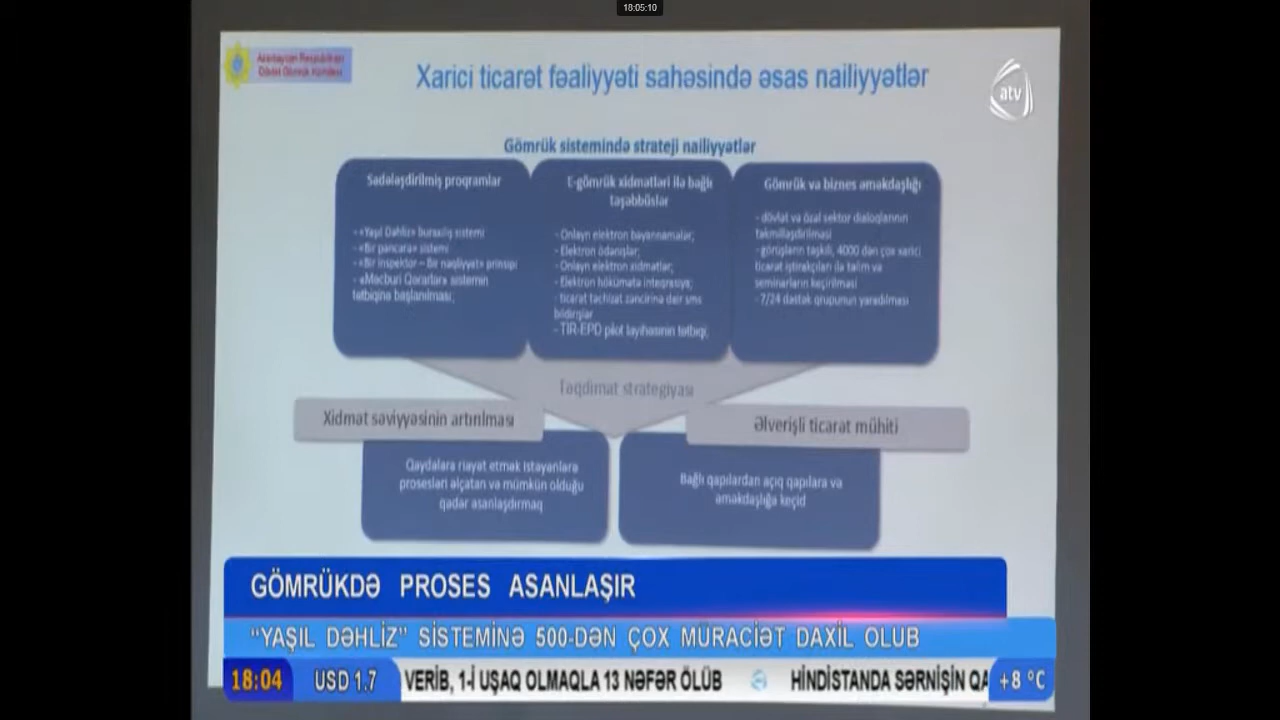 18:05:10
Azərbaycan Respublikası
Dövlət Gömrük Komitəsi
Xarici ticarət fəaliyyəti sahəsində əsas nailiyyətlər
atv
Gömrük sistemində strateji nailiyyətlər
Sadələşdirilmiş proqramlar
- «Yaşıl Dəhliz» buraxılış sistemi
- «Bir pəncərə» sistemi
- «Bir inspektor – Bir nəqliyyat» prinsipi
- «Məcburi Qərarlar» sisteminin
tətbiqinə başlanılması;
E-gömrük xidmətləri ilə bağlı
təşəbbüslər
- Onlayn elektron bəyannamələr;
- Elektron ödənişlər;
- Onlayn elektron xidmətlər;
- Elektron hökümətə inteqrasiya;
- ticarət təchizat zəncirinə dair sms
bildirişlər
- TIR-EPD pilot layihəsinin tətbiqi;
Gömrük və biznes əməkdaşlığı
- dövlət və özəl sektor dialoqlarının
təkmilləşdirilməsi
- görüşlərin təşkili, 4000 dən çox xarici
ticarət iştirakçıları ilə təlim və
seminarların keçirilməsi
- 7/24 dəstək qrupunun yaradılması
Təqdimat strategiyası
Xidmət səviyyəsinin artırılması
Əlverişli ticarət mühiti
Qaydalara riayət etmək istəyənlərə
prosesləri əlçatan və mümkün olduğu
qədər asanlaşdırmaq
Bağlı qapılardan açıq qapılara və
əməkdaşlığa keçid
GÖMRÜKDƏ PROSES ASANLAŞIR
"YAŞIL DƏHLİZ" SİSTEMİNƏ 500-DƏN ÇOX MÜRACİƏT DAXİL OLUB
18:04 USD 1.7 VERİB, 1-İ UŞAQ OLMAQLA 13 NƏFƏR ÖLÜB HİNDİSTANDA SƏRNİŞİN QA +8 °C